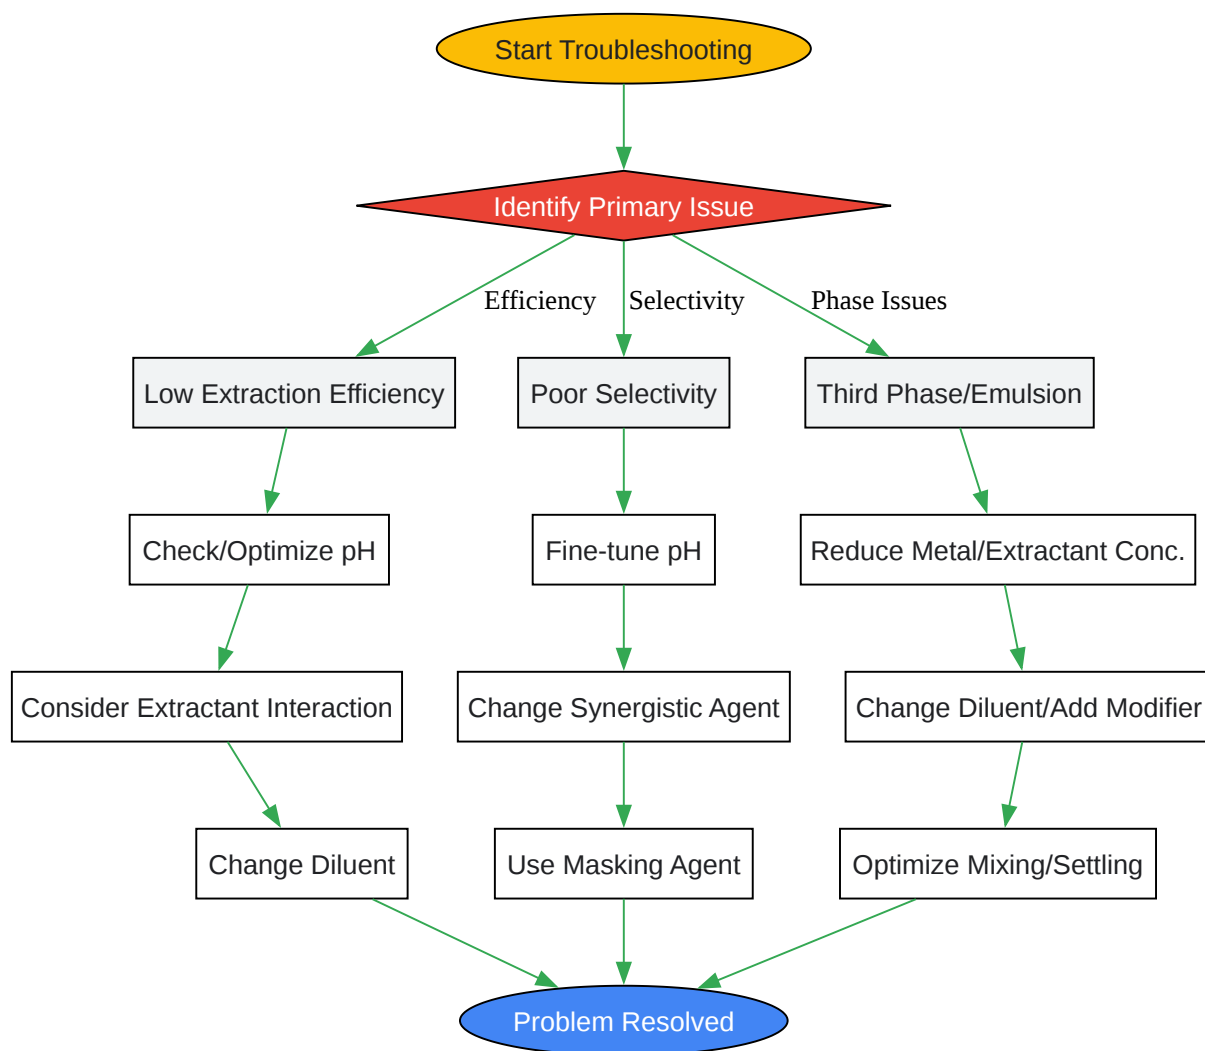 Start Troubleshooting
Identify Primary Issue
Efficiency
Selectivity
Phase Issues
Low Extraction Efficiency
Poor Selectivity
Third Phase/Emulsion
Check/Optimize pH
Fine-tune pH
Reduce Metal/Extractant Conc.
Consider Extractant Interaction
Change Synergistic Agent
Change Diluent/Add Modifier
Change Diluent
Use Masking Agent
Optimize Mixing/Settling
Problem Resolved